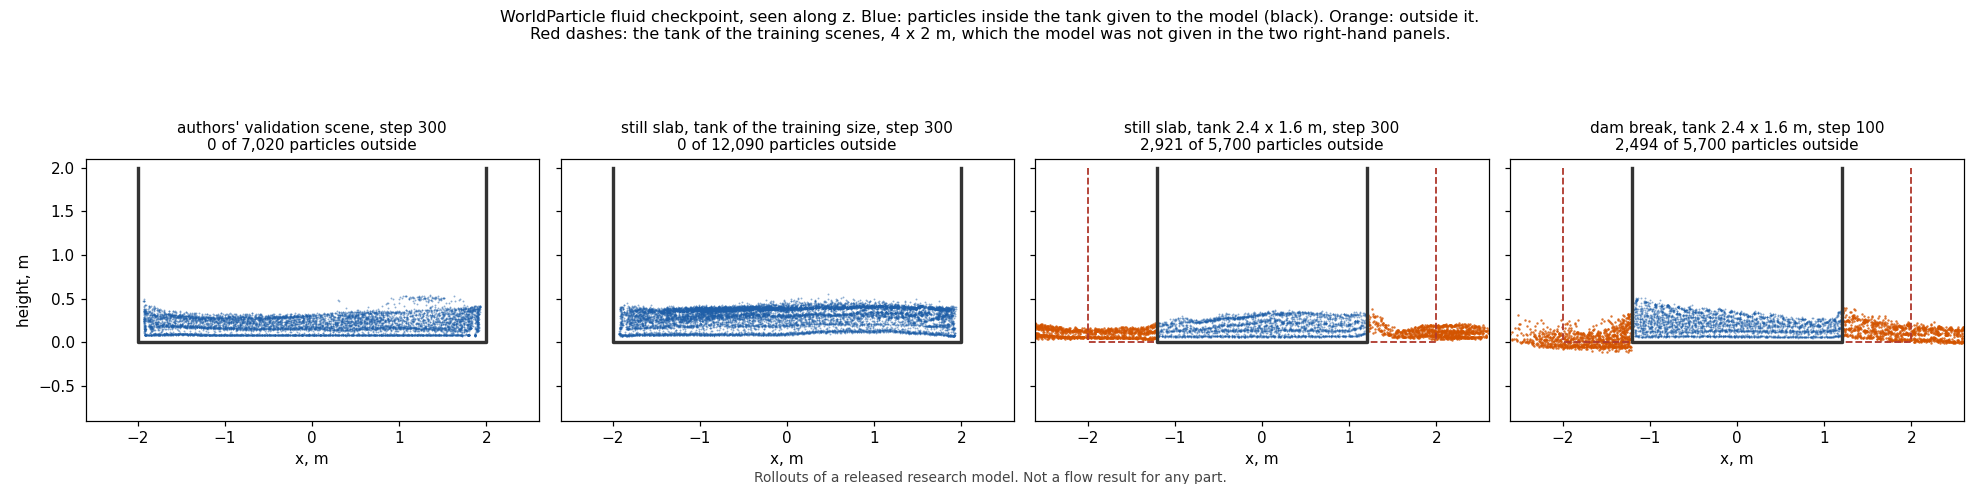 WorldParticle fluid checkpoint, seen along z. Blue: particles inside the tank given to the model (black). Orange: outside it.
Red dashes: the tank of the training scenes, 4 x 2 m, which the model was not given in the two right-hand panels.
authors' validation scene, step 300
0 of 7,020 particles outside
still slab, tank of the training size, step 300
0 of 12,090 particles outside
still slab, tank 2.4 x 1.6 m, step 300
2,921 of 5,700 particles outside
dam break, tank 2.4 x 1.6 m, step 100
2,494 of 5,700 particles outside
height, m
2.0
1.5
1.0
0.5
0.0
−0.5
−2 −1 0 1 2
−2 −1 0 1 2
−2 −1 0 1 2
−2 −1 0 1 2
x, m
x, m
x, m
x, m
Rollouts of a released research model. Not a flow result for any part.